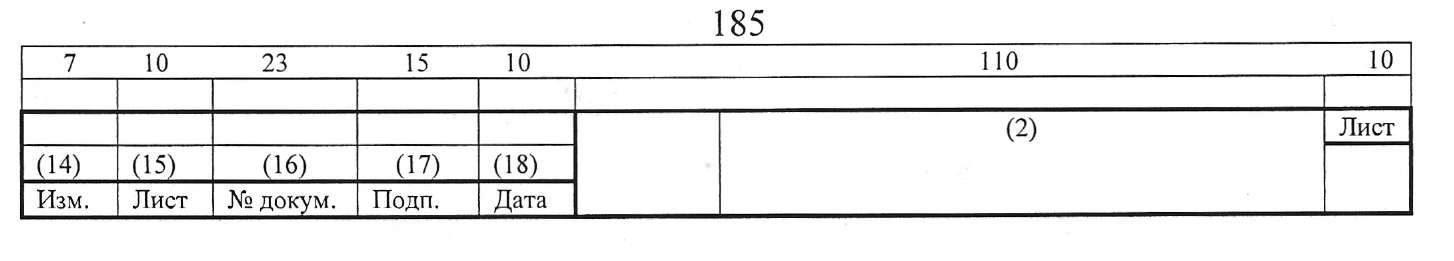 185
7 10 23 15 10 110 10
(2) Лист
(14) (15) (16) (17) (18)
Изм. Лист № докум. Подп. Дата